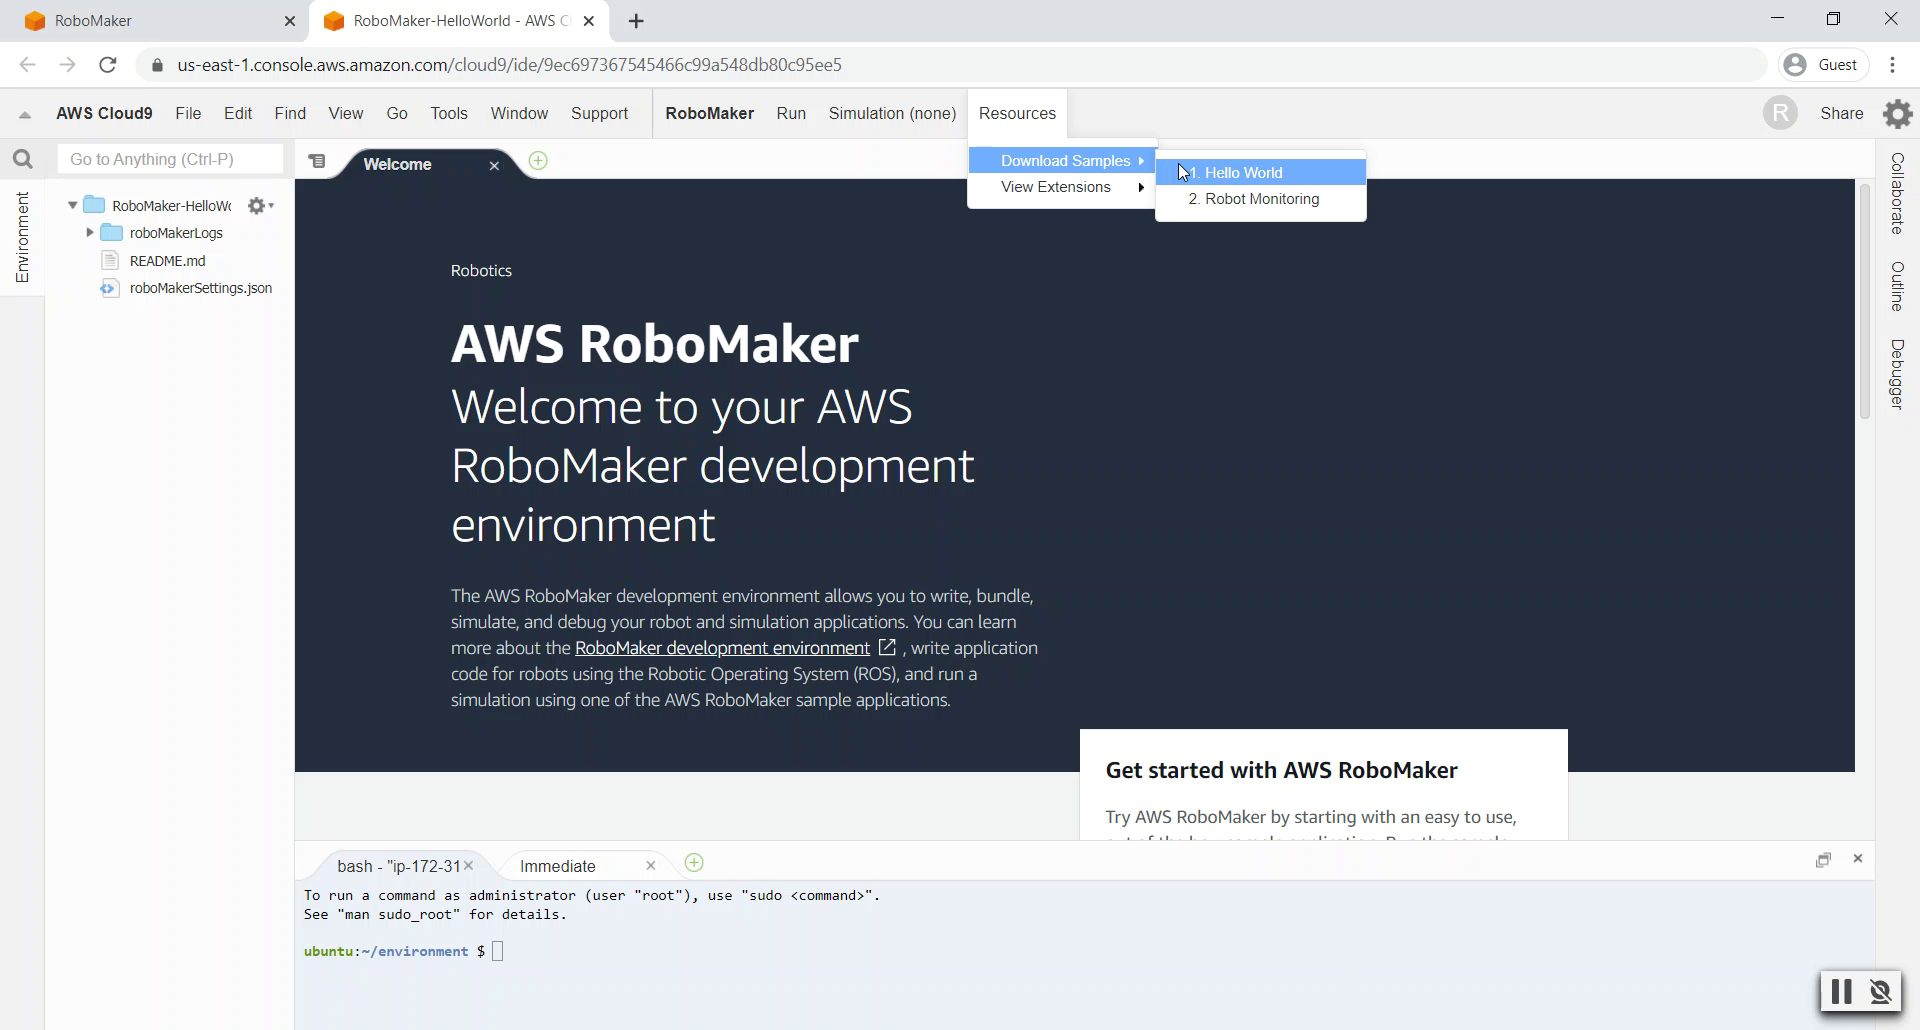 RoboMaker
RoboMaker-HelloWorld - AWS C
us-east-1.console.aws.amazon.com/cloud9/ide/9ec697367545466c99a548db80c95ee5
Guest
AWS Cloud9 File Edit Find View Go Tools Window Support RoboMaker Run Simulation (none) Resources
R Share
Go to Anything (Ctrl-P)
Welcome
Download Samples
View Extensions
1. Hello World
2. Robot Monitoring
Environment
RoboMaker-HelloWo
roboMakerLogs
README.md
roboMakerSettings.json
Collaborate
Outline
Debugger
Robotics
AWS RoboMaker
Welcome to your AWS
RoboMaker development
environment
The AWS RoboMaker development environment allows you to write, bundle,
simulate, and debug your robot and simulation applications. You can learn
more about the RoboMaker development environment , write application
code for robots using the Robotic Operating System (ROS), and run a
simulation using one of the AWS RoboMaker sample applications.
Get started with AWS RoboMaker
Try AWS RoboMaker by starting with an easy to use,
bash - "ip-172-31
Immediate
To run a command as administrator (user "root"), use "sudo <command>".
See "man sudo_root" for details.
ubuntu:~/environment $